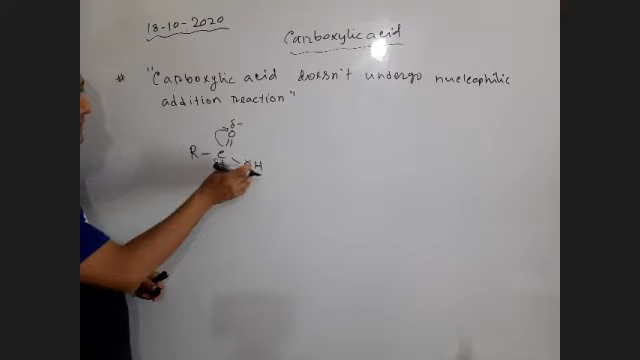 18-10-2020
Carboxylic acid
# "Carboxylic acid doesn't undergo nucleophilic
addition reaction"
δ-
O
R - C
OH